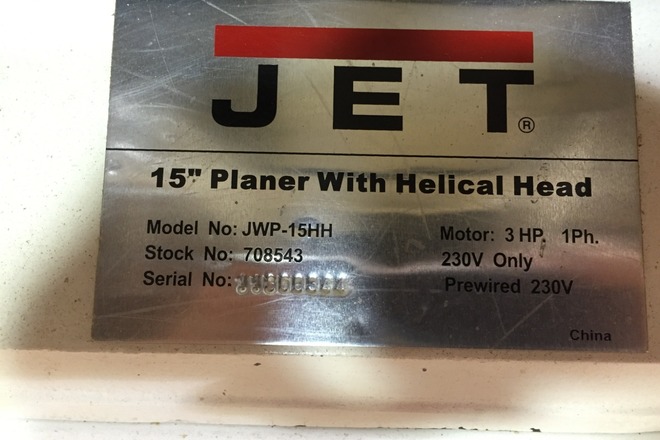 JET®
15" Planer With Helical Head
Model No: JWP-15HH
Stock No: 708543
Serial No:
Motor: 3 HP, 1Ph.
230V Only
Prewired 230V
China